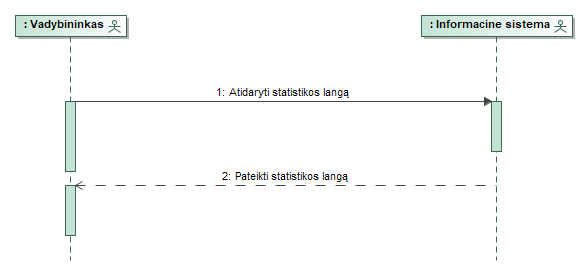 : Vadybininkas
: Informacine sistema
1: Atidaryti statistikos langą
2: Pateikti statistikos langą